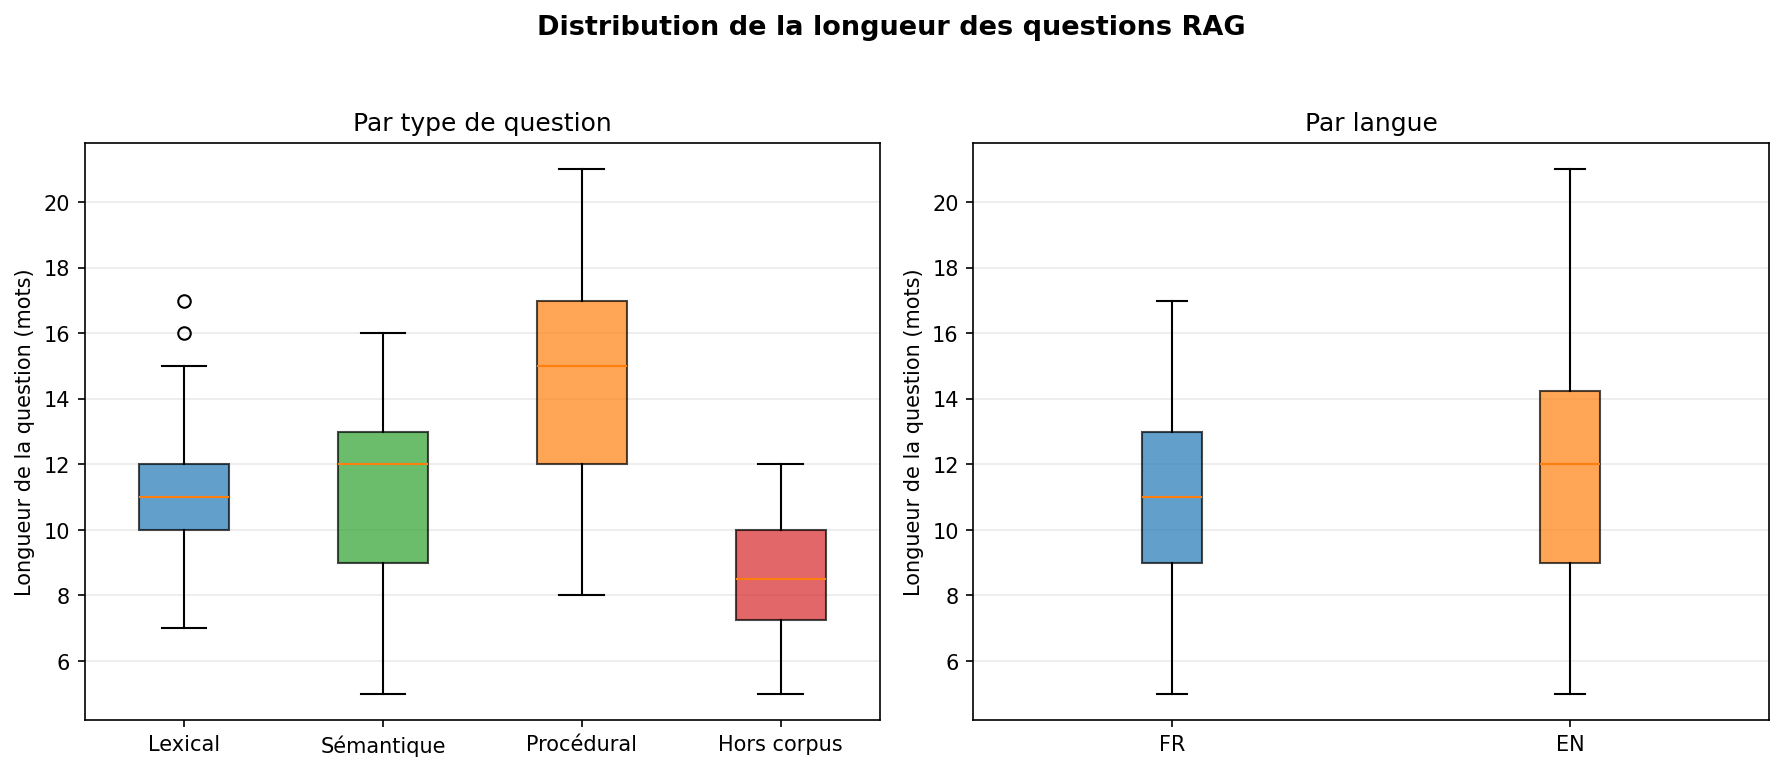 Distribution de la longueur des questions RAG
Par type de question
Longueur de la question (mots)
20
18
16
14
12
10
8
6
Lexical
Sémantique
Procédural
Hors corpus
Par langue
Longueur de la question (mots)
20
18
16
14
12
10
8
6
FR
EN